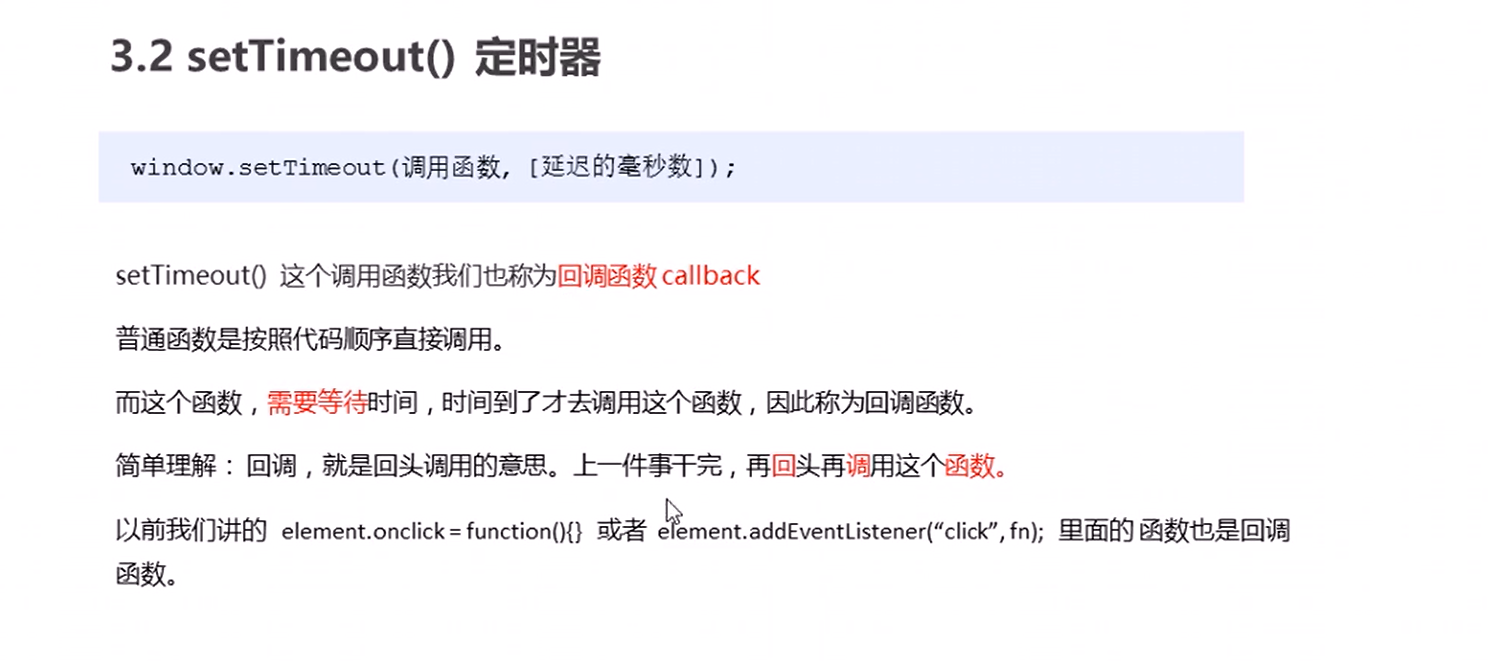 3.2 setTimeout() 定时器
window.setTimeout(调用函数, [延迟的毫秒数]);
setTimeout() 这个调用函数我们也称为回调函数 callback
普通函数是按照代码顺序直接调用。
而这个函数，需要等待时间，时间到了才去调用这个函数，因此称为回调函数。
简单理解： 回调，就是回头调用的意思。上一件事干完，再回头再调用这个函数。
以前我们讲的 element.onclick = function(){} 或者 element.addEventListener(“click”, fn); 里面的 函数也是回调
函数。